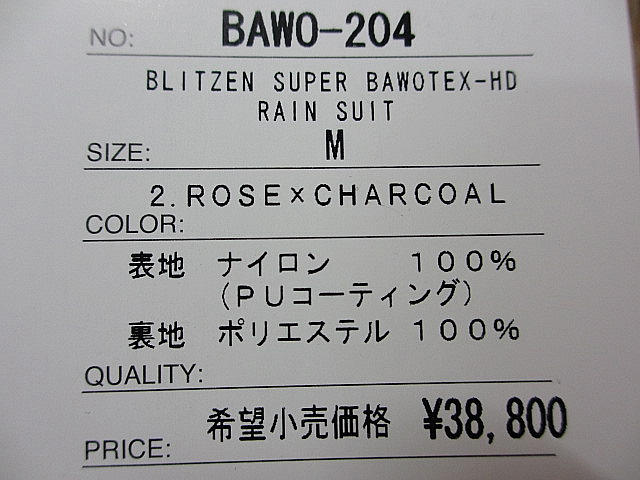 NO: BAWO-204
BLITZEN SUPER BAWOTEX-HD
RAIN SUIT
SIZE: M
2.ROSE×CHARCOAL
COLOR:
表地 ナイロン 100%
(PUコーティング)
裏地 ポリエステル 100%
QUALITY:
希望小売価格 ¥38,800
PRICE: